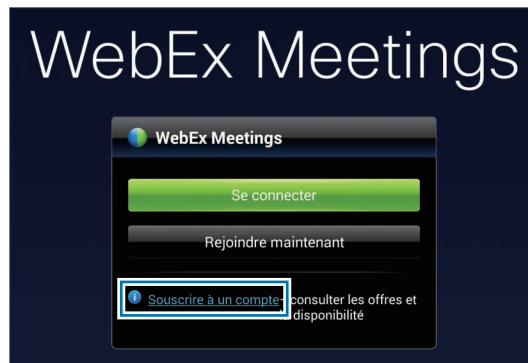 WebEx Meetings
WebEx Meetings
Se connecter
Rejoindre maintenant
Souscrire à un compte consulter les offres et
disponibilité